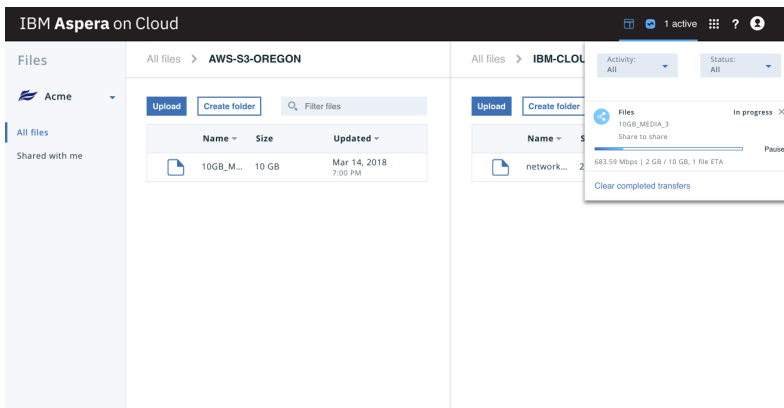 IBM Aspera on Cloud
1 active
?
Files
Acme
All files
Shared with me
All files > AWS-S3-OREGON
Upload
Create folder
Filter files
Name
Size
Updated
10GB_M...
10 GB
Mar 14, 2018
7:00 PM
All files > IBM-CLOU
Upload
Create folder
Name
S
network...
2
Activity:
All
Status:
All
Files
In progress
10GB_MEDIA_3
Share to share
Pause
683.59 Mbps | 2 GB / 10 GB, 1 file ETA
Clear completed transfers